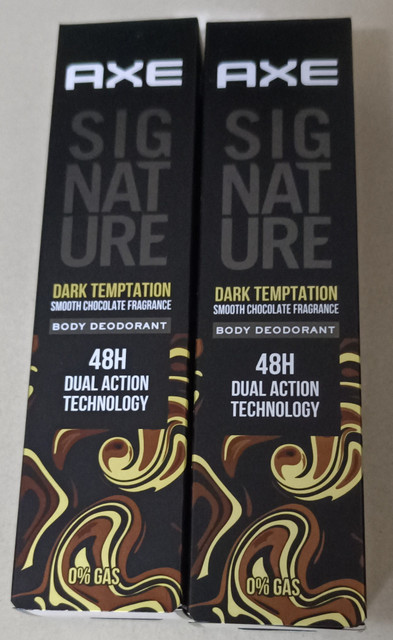 AXE
SIG
NAT
URE
DARK TEMPTATION
SMOOTH CHOCOLATE FRAGRANCE
BODY DEODORANT
48H
DUAL ACTION
TECHNOLOGY
0% GAS
AXE
SIG
NAT
URE
DARK TEMPTATION
SMOOTH CHOCOLATE FRAGRANCE
BODY DEODORANT
48H
DUAL ACTION
TECHNOLOGY
0% GAS